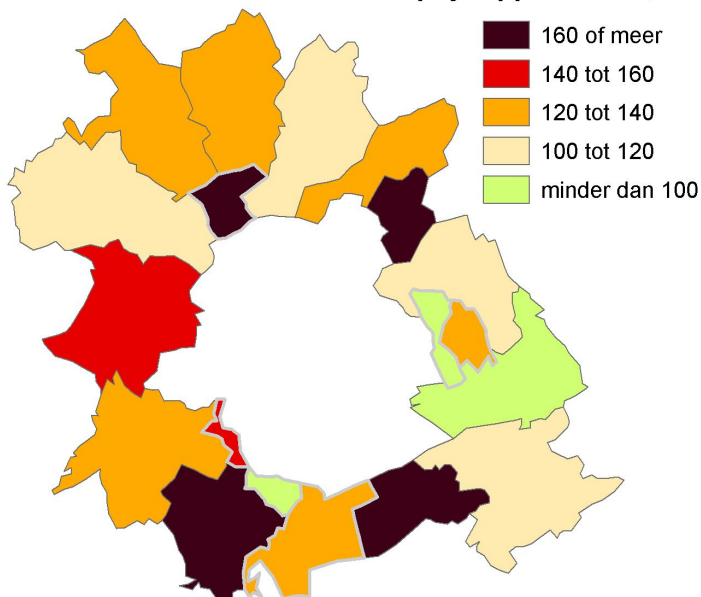 160 of meer
140 tot 160
120 tot 140
100 tot 120
minder dan 100